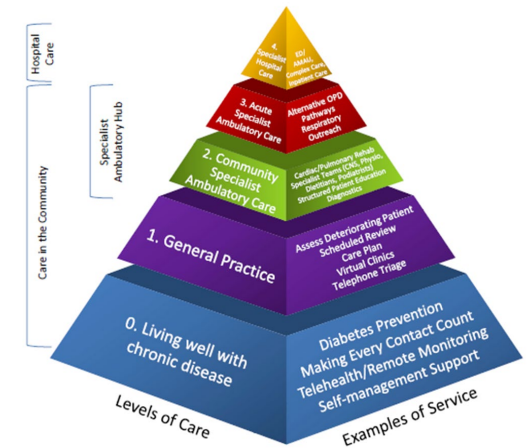 Hospital
Care
Care in the Community
Specialist
Ambulatory Hub
4.
Specialist
Hospital
Care
ED/
AMAU,
Complex Care,
Inpatient Care
3. Acute
Specialist
Ambulatory Care
Alternative OPD
Pathways
Respiratory
Outreach
2. Community
Specialist
Ambulatory Care
Cardiac/Pulmonary Rehab
Specialist Teams (CNS, Physio,
Dietitians, Podiatrists)
Structured Patient Education
Diagnostics
1. General Practice
Assess Deteriorating Patient
Scheduled Review
Care Plan
Virtual Clinics
Telephone Triage
0. Living well with
chronic disease
Diabetes Prevention
Making Every Contact Count
Telehealth/Remote Monitoring
Self-management Support
Levels of Care
Examples of Service